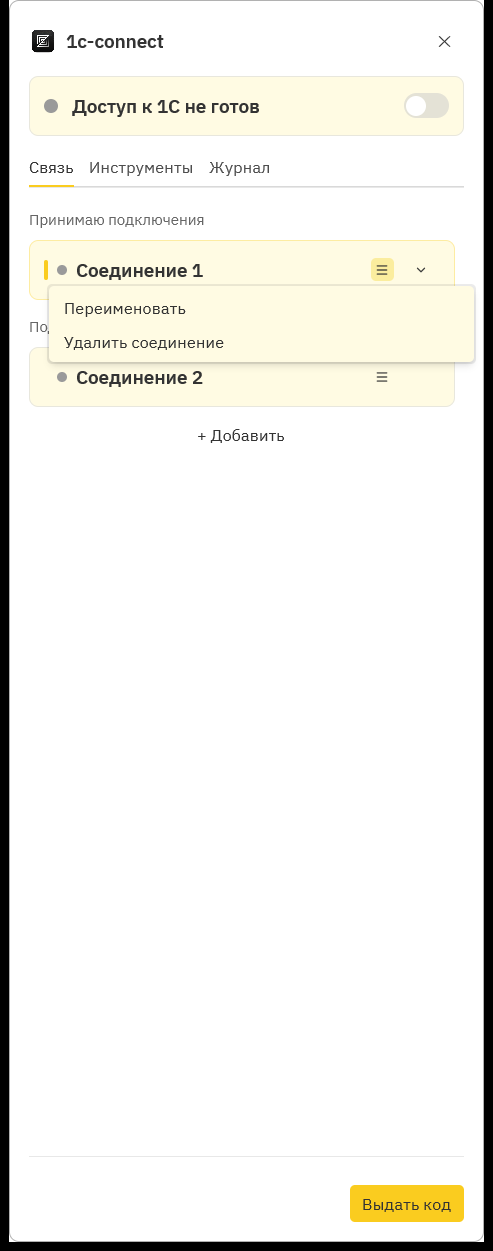 1c-connect
Доступ к 1С не готов
Связь Инструменты Журнал
Принимаю подключения
Соединение 1
Переименовать
Удалить соединение
Соединение 2
+ Добавить
Выдать код